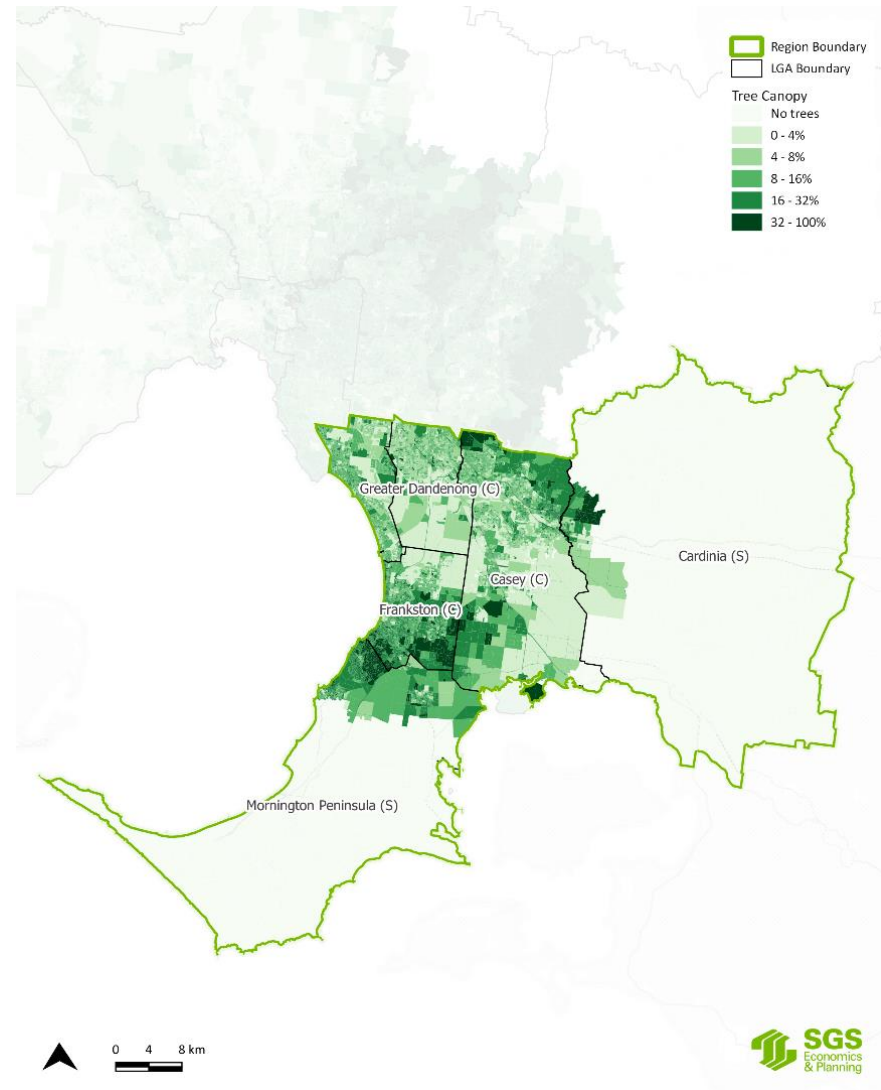 Region Boundary
LGA Boundary
Tree Canopy
No trees
0 - 4%
4 - 8%
8 - 16%
16 - 32%
32 - 100%
Greater Dandenong (C)
Cardinia (S)
Casey (C)
Frankston (C)
Mornington Peninsula (S)
0 4 8 km
SGS
Economics
& Planning